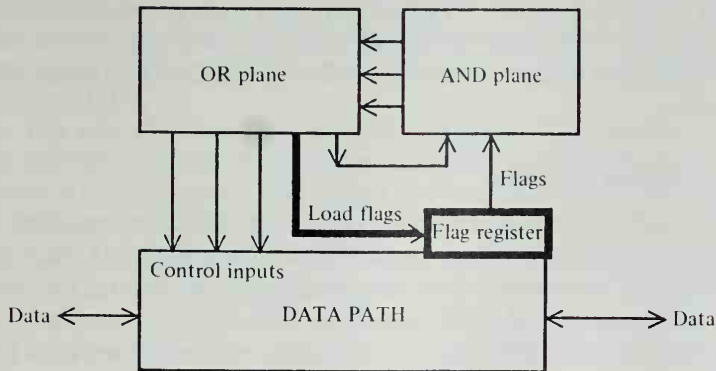 OR plane
AND plane
Flags
Load flags
Flag register
Control inputs
Data
DATA PATH
Data